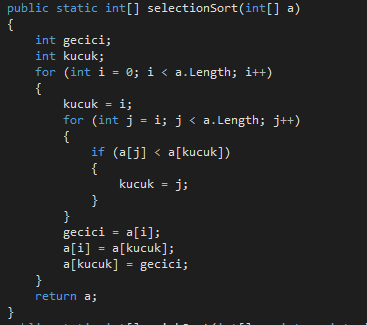 public static int[] selectionSort(int[] a)
{
int gecici;
int kucuk;
for (int i = 0; i < a.Length; i++)
{
kucuk = i;
for (int j = i; j < a.Length; j++)
{
if (a[j] < a[kucuk])
{
kucuk = j;
}
}
gecici = a[i];
a[i] = a[kucuk];
a[kucuk] = gecici;
}
return a;
}